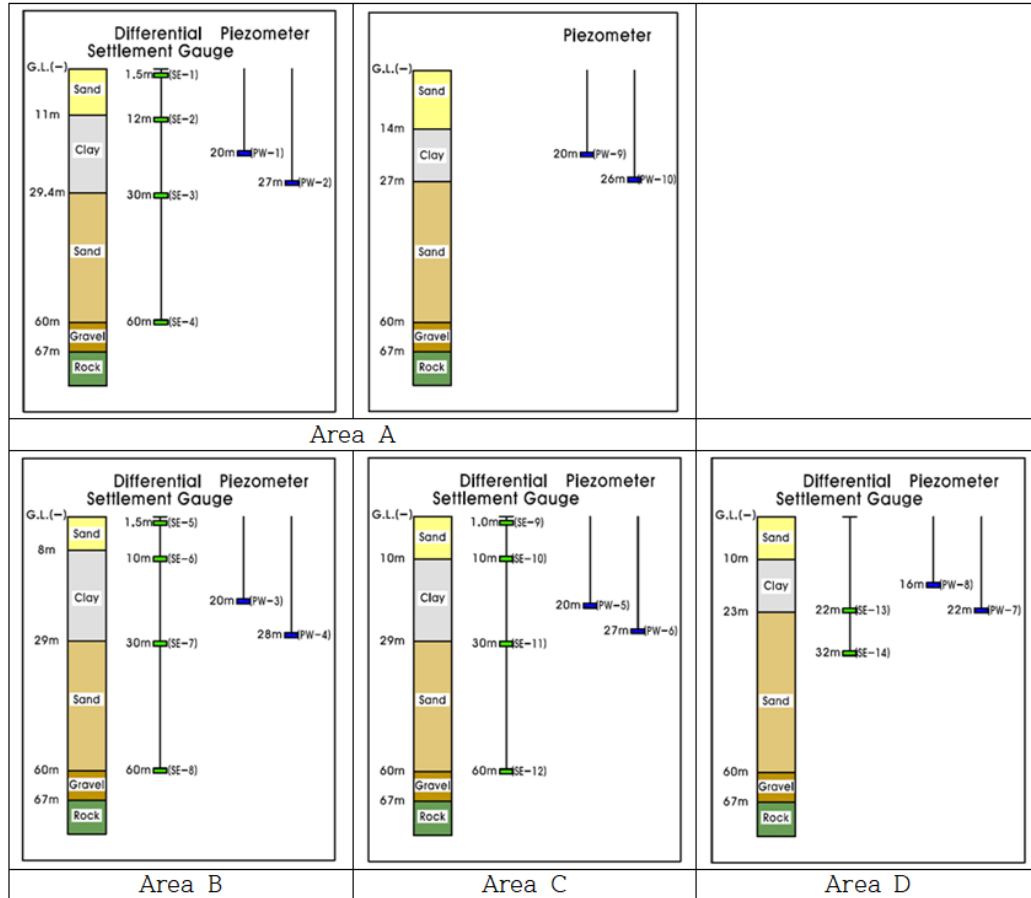 Differential Piezometer
Settlement Gauge
G.L.(-)
1.5m (SE-1)
Sand
11m
12m (SE-2)
Clay
20m (PW-1)
27m (PW-2)
29.4m
30m (SE-3)
Sand
60m
60m (SE-4)
Gravel
67m
Rock
Piezometer
G.L.(-)
Sand
14m
Clay
20m (PW-9)
26m (PW-10)
27m
Sand
60m
Gravel
67m
Rock
Area A
Differential Piezometer
Settlement Gauge
G.L.(-)
1.5m (SE-5)
Sand
8m
10m (SE-6)
Clay
20m (PW-3)
28m (PW-4)
29m
30m (SE-7)
Sand
60m
60m (SE-8)
Gravel
67m
Rock
Area B
Differential Piezometer
Settlement Gauge
G.L.(-)
1.0m (SE-9)
Sand
10m
10m (SE-10)
Clay
20m (PW-5)
27m (PW-6)
29m
30m (SE-11)
Sand
60m
60m (SE-12)
Gravel
67m
Rock
Area C
Differential Piezometer
Settlement Gauge
G.L.(-)
Sand
10m
16m (PW-8)
Clay
23m
22m (SE-13)
22m (PW-7)
32m (SE-14)
Sand
60m
Gravel
67m
Rock
Area D